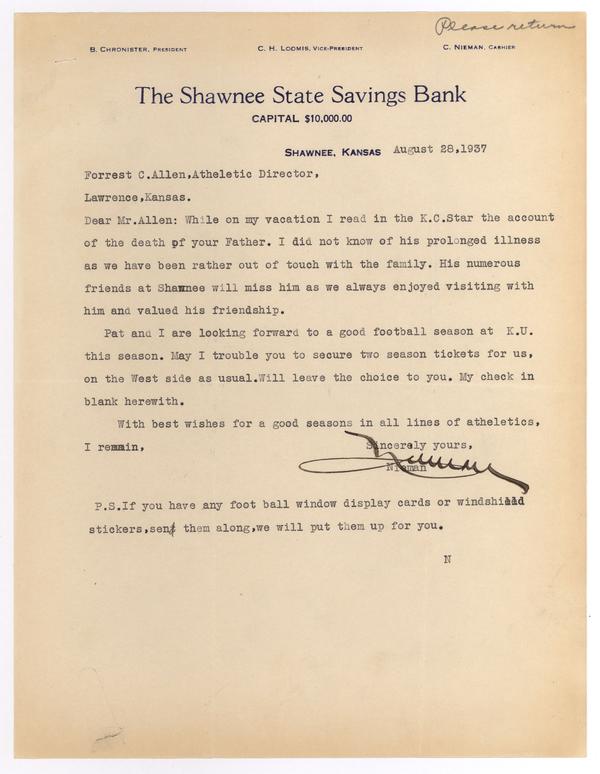 Please return
B. Chronister, President C. H. Loomis, Vice-President C. Nieman, Cashier
The Shawnee State Savings Bank
CAPITAL $10,000.00
Shawnee, Kansas August 28,1937
Forrest C.Allen,Atheletic Director,
Lawrence,Kansas.
Dear Mr.Allen: While on my vacation I read in the K.C.Star the account
of the death of your Father. I did not know of his prolonged illness
as we have been rather out of touch with the family. His numerous
friends at Shawnee will miss him as we always enjoyed visiting with
him and valued his friendship.
Pat and I are looking forward to a good football season at K.U.
this season. May I trouble you to secure two season tickets for us,
on the West side as usual.Will leave the choice to you. My check in
blank herewith.
With best wishes for a good seasons in all lines of atheletics,
I remain, Sincerely yours,
Nieman
Nieman
P.S.If you have any foot ball window display cards or windshield
stickers,send them along,we will put them up for you.
N